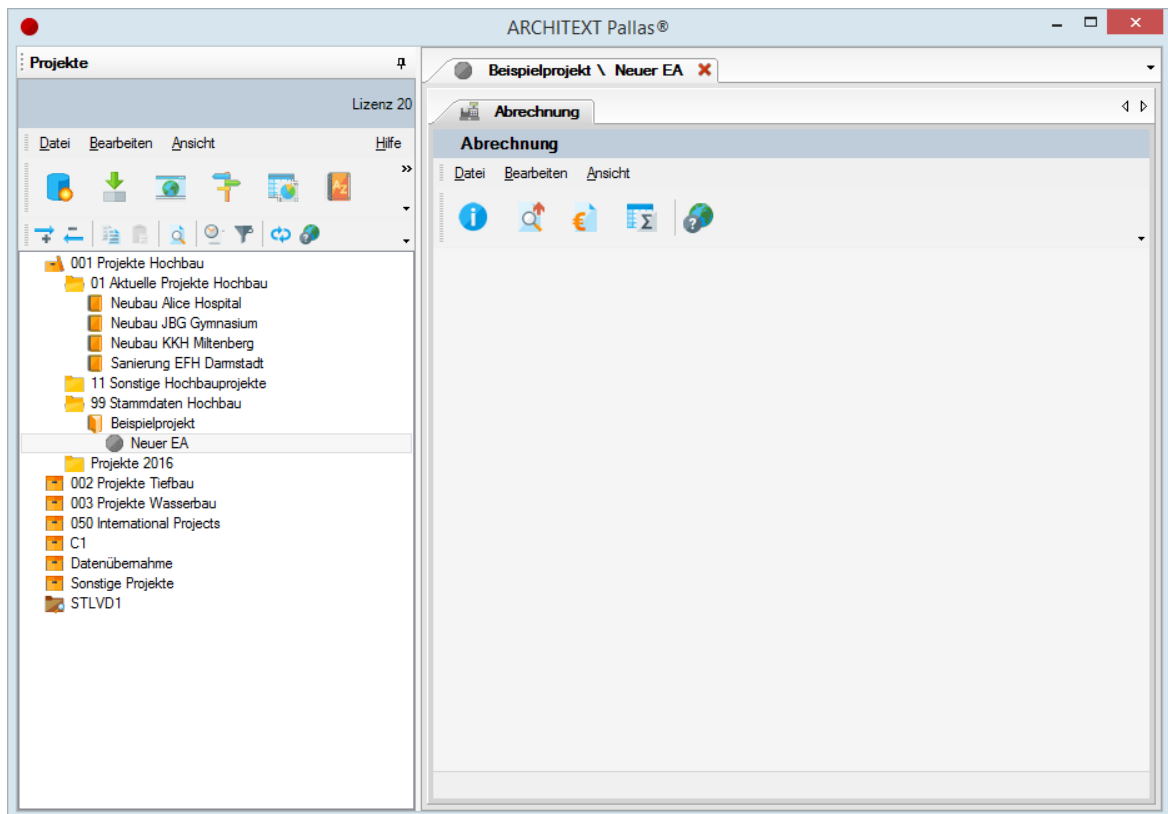 ARCHITEXT Pallas®
Projekte
Lizenz 20
Datei Bearbeiten Ansicht Hilfe
AZ
001 Projekte Hochbau
01 Aktuelle Projekte Hochbau
Neubau Alice Hospital
Neubau JBG Gymnasium
Neubau KKH Miltenberg
Sanierung EFH Darmstadt
11 Sonstige Hochbauprojekte
99 Stammdaten Hochbau
Beispielprojekt
Neuer EA
Projekte 2016
002 Projekte Tiefbau
003 Projekte Wasserbau
050 International Projects
C1
Datenübernahme
Sonstige Projekte
STLVD1
Beispielprojekt \ Neuer EA
Abrechnung
Abrechnung
Datei Bearbeiten Ansicht